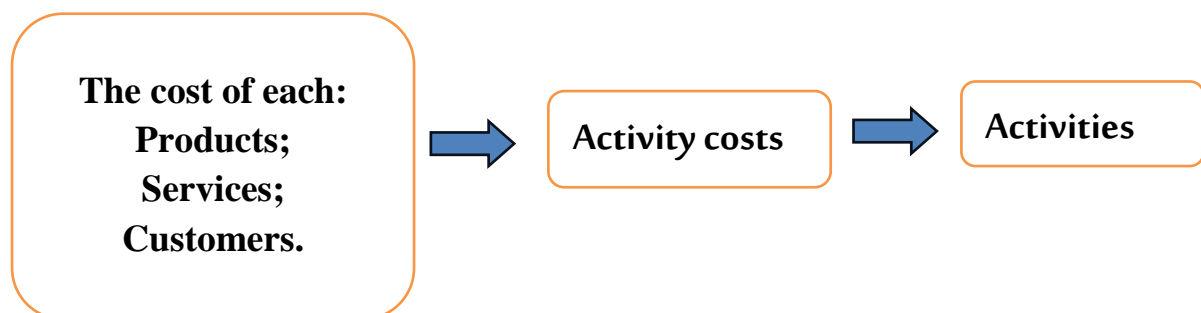 The cost of each:
Products;
Services;
Customers.
Activity costs
Activities